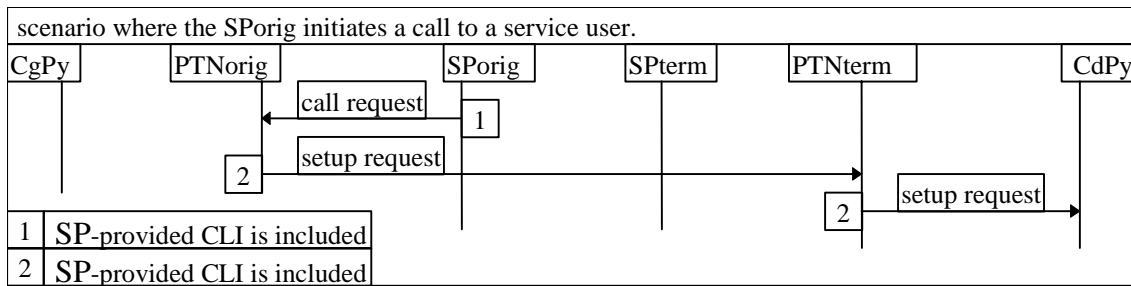 scenario where the SPorig initiates a call to a service user.
CgPy PTNorig SPorig SPterm PTNterm CdPy
call request
1
setup request
2
setup request
2
1 SP-provided CLI is included
2 SP-provided CLI is included